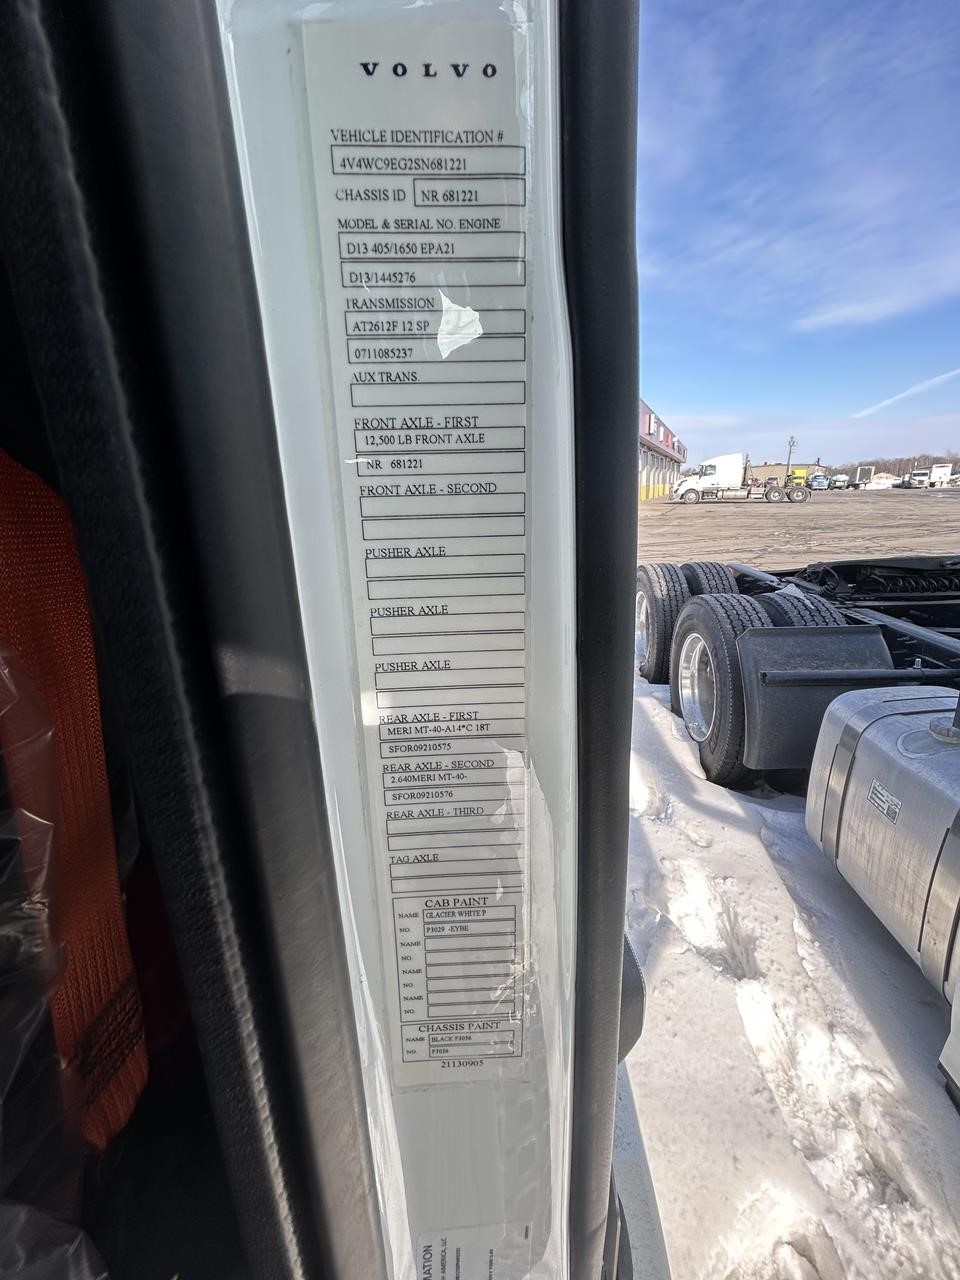 VOLVO
VEHICLE IDENTIFICATION #
4V4WC9EG2SN681221
CHASSIS ID NR 681221
MODEL & SERIAL NO. ENGINE
D13 405/1650 EPA21
D13/1445276
TRANSMISSION
AT2612F 12 SP
0711085237
AUX TRANS.
FRONT AXLE - FIRST
12,500 LB FRONT AXLE
NR 681221
FRONT AXLE - SECOND
PUSHER AXLE
PUSHER AXLE
PUSHER AXLE
REAR AXLE - FIRST
MERI MT-40-A14*C 18T
SFOR09210575
REAR AXLE - SECOND
2.640MERI MT-40-
SFOR09210576
REAR AXLE - THIRD
TAG AXLE
CAB PAINT
NAME GLACIER WHITE P
NO. P3029 -EYBE
NAME
NO.
NAME
NO.
NAME
NO.
CHASSIS PAINT
NAME BLACK P3036
NO. P3036
21130905